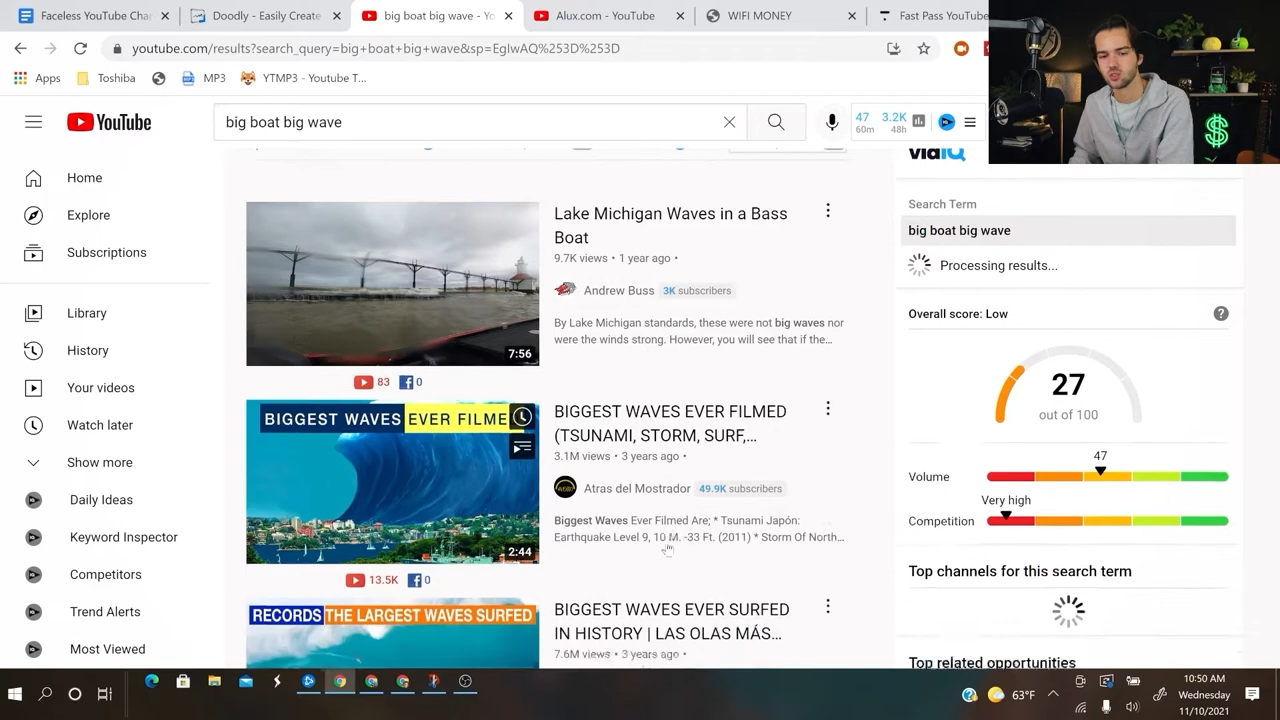 Faceless YouTube Cha
Doodly - Easily Create
big boat big wave - Yo
Alux.com - YouTube
WIFI MONEY
Fast Pass YouTube
youtube.com/results?search_query=big+boat+big+wave&sp=EgIwAQ%253D%253D
Apps
Toshiba
MP3
YTMP3 - Youtube T...
YouTube
big boat big wave
47
60m
3.2K
48h
vidIQ
Home
Explore
Subscriptions
Library
History
Your videos
Watch later
Show more
Daily Ideas
Keyword Inspector
Competitors
Trend Alerts
Most Viewed
7:56
Lake Michigan Waves in a Bass
Boat
9.7K views • 1 year ago •
Andrew Buss 3K subscribers
By Lake Michigan standards, these were not big waves nor
were the winds strong. However, you will see that if the...
83 0
BIGGEST WAVES EVER FILME
2:44
BIGGEST WAVES EVER FILMED
(TSUNAMI, STORM, SURF,...
3.1M views • 3 years ago •
Atras del Mostrador 49.9K subscribers
Biggest Waves Ever Filmed Are; * Tsunami Japón:
Earthquake Level 9, 10 M. -33 Ft. (2011) * Storm Of North...
13.5K 0
RECORDS THE LARGEST WAVES SURFED
BIGGEST WAVES EVER SURFED
IN HISTORY | LAS OLAS MÁS...
7.6M views • 3 years ago •
Search Term
big boat big wave
Processing results...
Overall score: Low
27
out of 100
47
Volume
Very high
Competition
Top channels for this search term
Top related opportunities
63°F
10:50 AM
Wednesday
11/10/2021